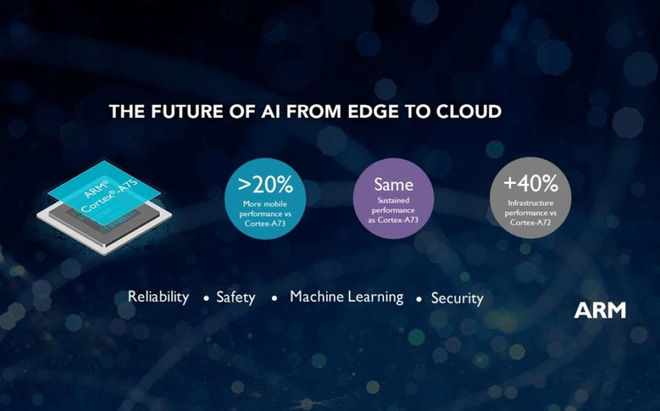 THE FUTURE OF AI FROM EDGE TO CLOUD
ARM®
Cortex®-A75
>20%
More mobile
performance vs
Cortex-A73
Same
Sustained
performance
as Cortex-A73
+40%
Infrastructure
performance vs
Cortex-A72
Reliability • Safety • Machine Learning • Security
ARM